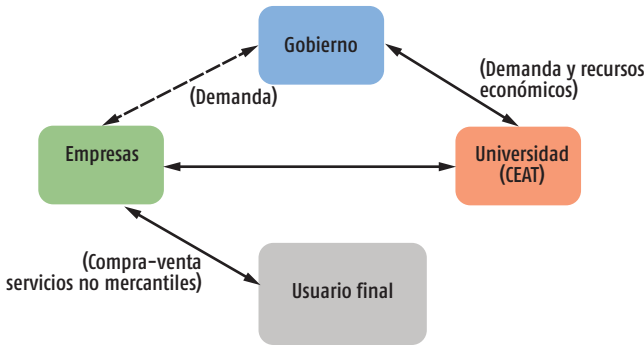 Gobierno
(Demanda y recursos
económicos)
(Demanda)
Empresas
Universidad
(CEAT)
(Compra-venta
servicios no mercantiles)
Usuario final